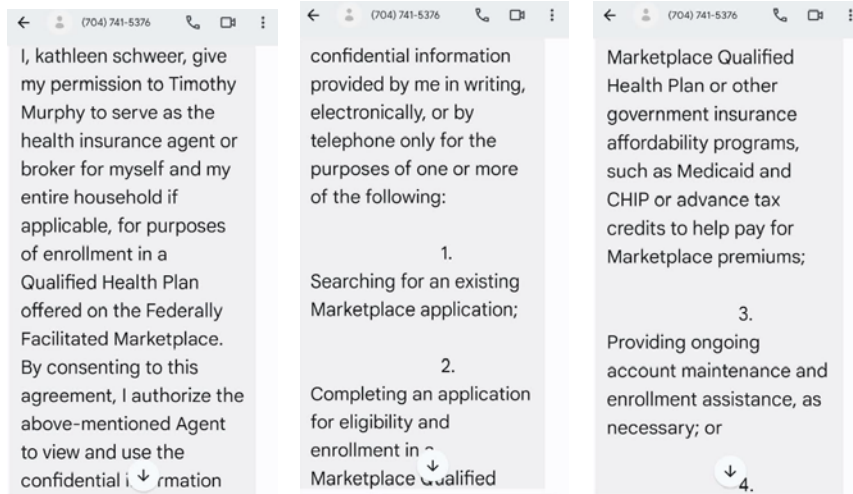 (704) 741-5376
I, kathleen schweer, give
my permission to Timothy
Murphy to serve as the
health insurance agent or
broker for myself and my
entire household if
applicable, for purposes
of enrollment in a
Qualified Health Plan
offered on the Federally
Facilitated Marketplace.
By consenting to this
agreement, I authorize the
above-mentioned Agent
to view and use the
confidential
(704) 741-5376
confidential information
provided by me in writing,
electronically, or by
telephone only for the
purposes of one or more
of the following:
1.
Searching for an existing
Marketplace application;
2.
Completing an application
for eligibility and
enrollment in
Marketplace
(704) 741-5376
Marketplace Qualified
Health Plan or other
government insurance
affordability programs,
such as Medicaid and
CHIP or advance tax
credits to help pay for
Marketplace premiums;
3.
Providing ongoing
account maintenance and
enrollment assistance, as
necessary; or
4.